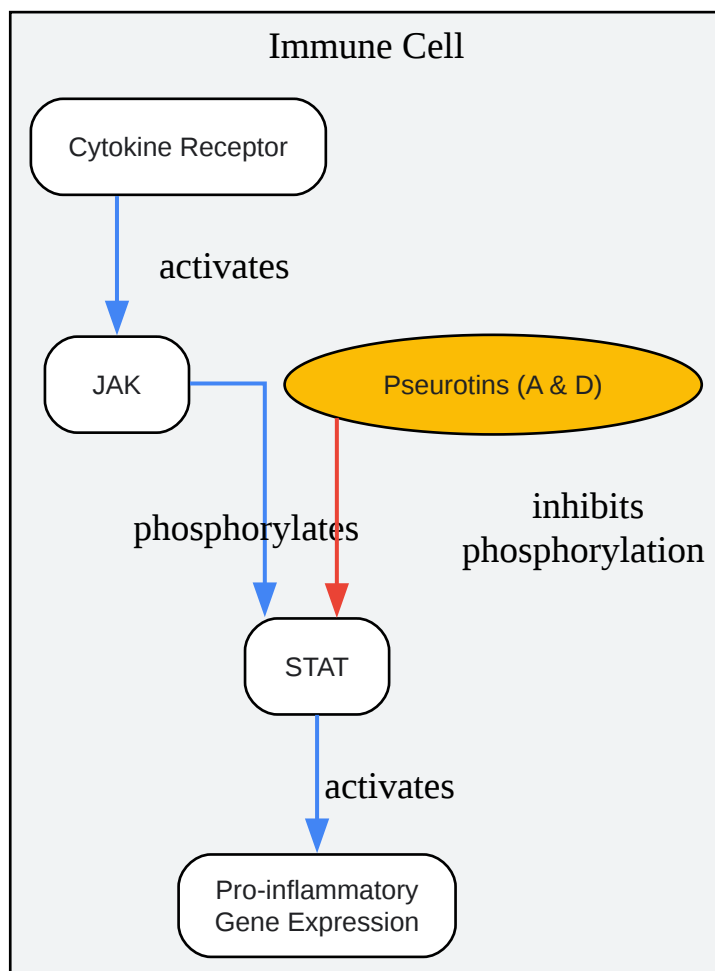 Immune Cell
Cytokine Receptor
activates
JAK
Pseurotins (A & D)
phosphorylates
inhibits
phosphorylation
STAT
activates
Pro-inflammatory
Gene Expression